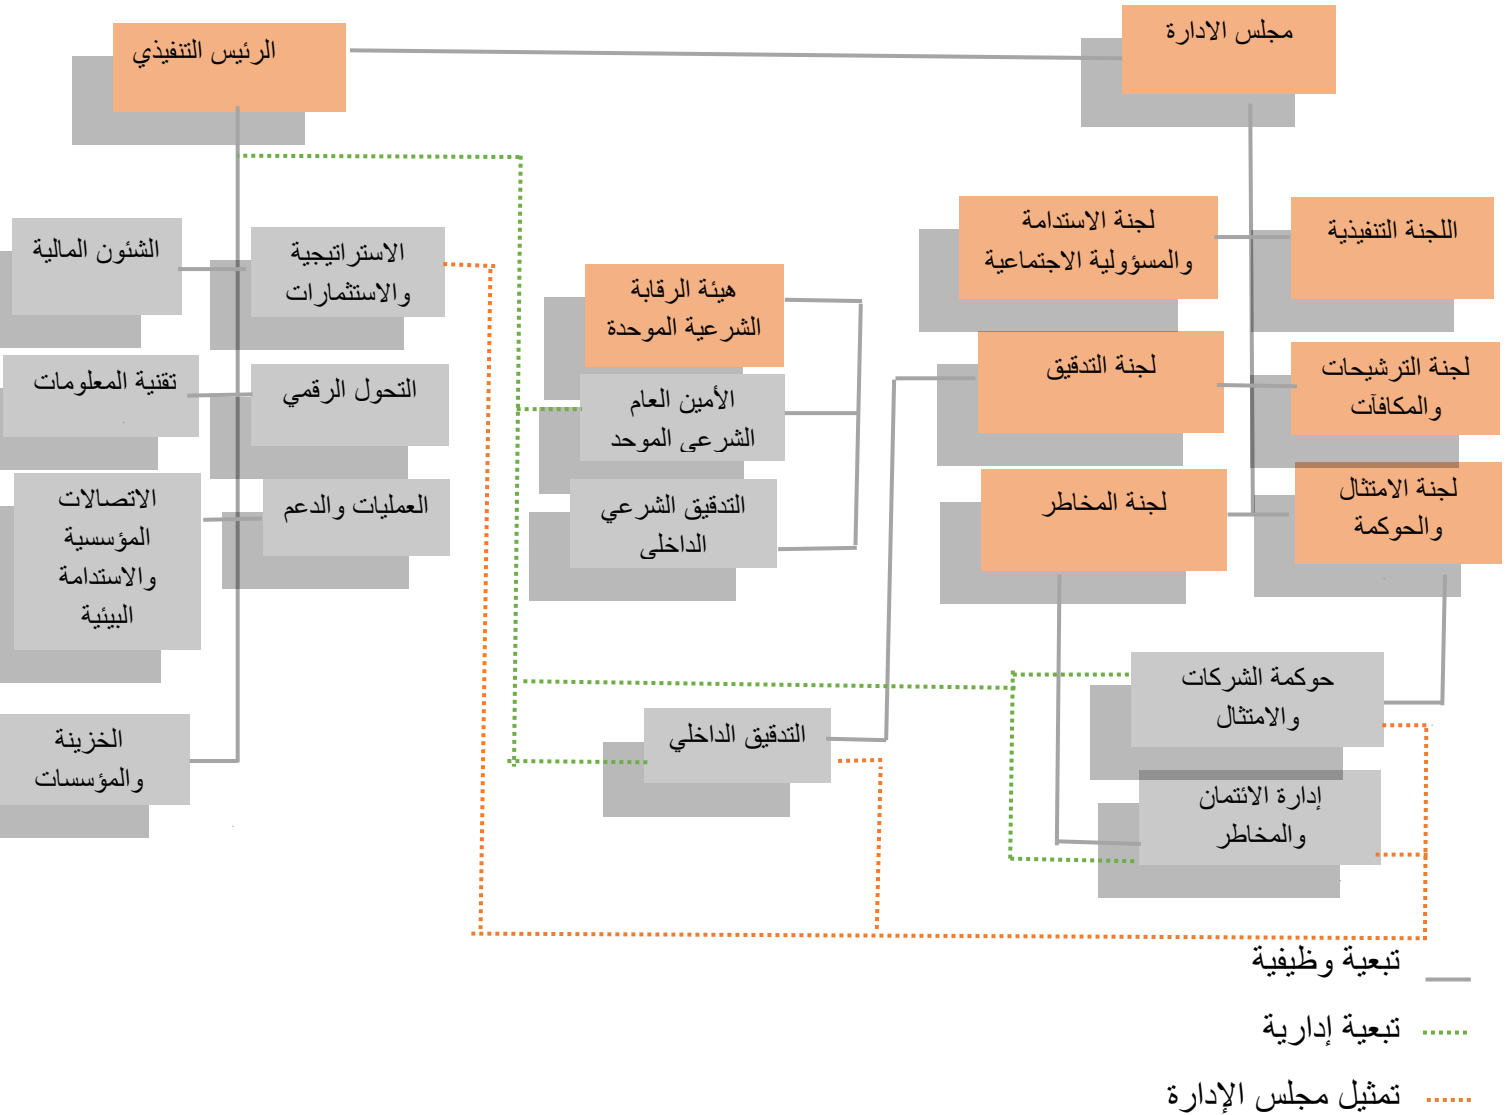 مجلس الادارة
الرئيس التنفيذي
اللجنة التنفيذية
لجنة الاستدامة
والمسؤولية الاجتماعية
لجنة الترشيحات
والمكافآت
لجنة التدقيق
لجنة الامتثال
والحوكمة
لجنة المخاطر
حوكمة الشركات
والامتثال
إدارة الائتمان
والمخاطر
هيئة الرقابة
الشرعية الموحدة
الأمين العام
الشرعي الموحد
التدقيق الشرعي
الداخلي
التدقيق الداخلي
الاستراتيجية
والاستثمارات
الشئون المالية
التحول الرقمي
تقنية المعلومات
العمليات والدعم
الاتصالات
المؤسسية
والاستدامة
البيئية
الخزينة
والمؤسسات
تبعية وظيفية
تبعية إدارية
تمثيل مجلس الإدارة